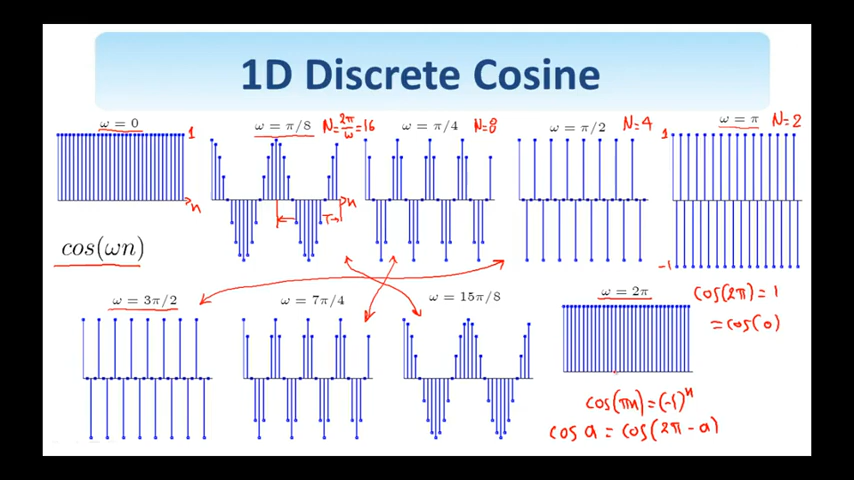 1D Discrete Cosine
ω = 0
1
n
ω = π/8
N = 2π/ω = 16
n
T
ω = π/4
N=8
ω = π/2
N=4
ω = π
N=2
1
-1
cos(ωn)
ω = 3π/2
ω = 7π/4
ω = 15π/8
ω = 2π
cos(2π) = 1
= cos(0)
cos(πn) = (-1)ⁿ
cos a = cos(2π - a)